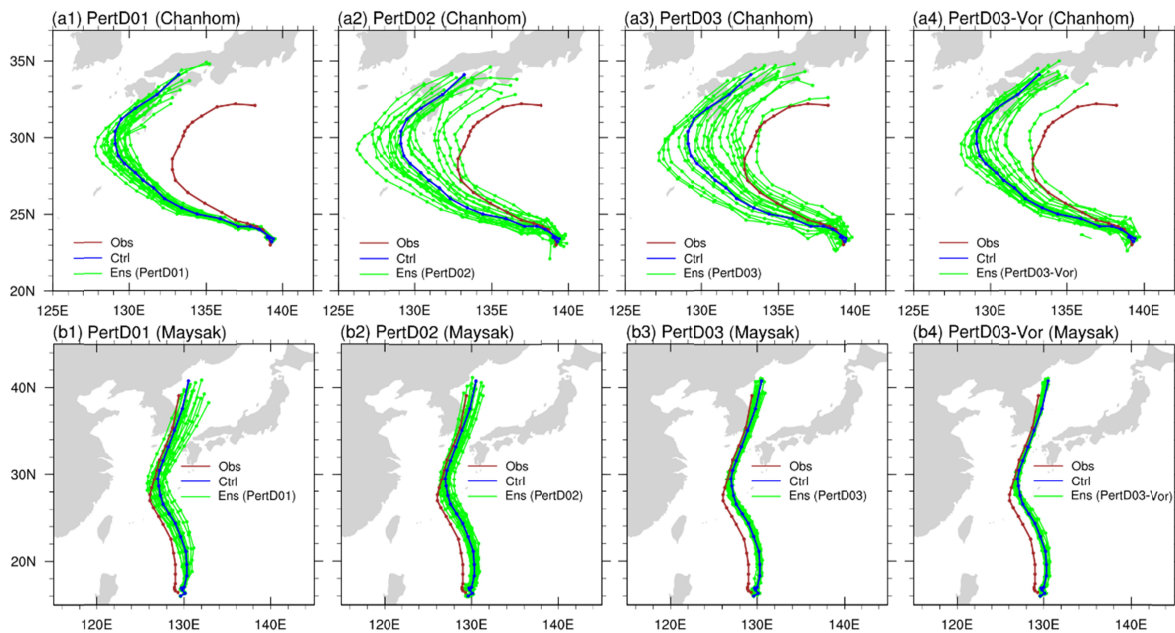 (a1) PertD01 (Chanhom)
(a2) PertD02 (Chanhom)
(a3) PertD03 (Chanhom)
(a4) PertD03-Vor (Chanhom)
35N
30N
25N
20N
Obs
Ctrl
Ens (PertD01)
Obs
Ctrl
Ens (PertD02)
Obs
Ctrl
Ens (PertD03)
Obs
Ctrl
Ens (PertD03-Vor)
125E 130E 135E 140E
125E 130E 135E 140E
125E 130E 135E 140E
125E 130E 135E 140E
(b1) PertD01 (Maysak)
(b2) PertD02 (Maysak)
(b3) PertD03 (Maysak)
(b4) PertD03-Vor (Maysak)
40N
30N
20N
Obs
Ctrl
Ens (PertD01)
Obs
Ctrl
Ens (PertD02)
Obs
Ctrl
Ens (PertD03)
Obs
Ctrl
Ens (PertD03-Vor)
120E 130E 140E
120E 130E 140E
120E 130E 140E
120E 130E 140E